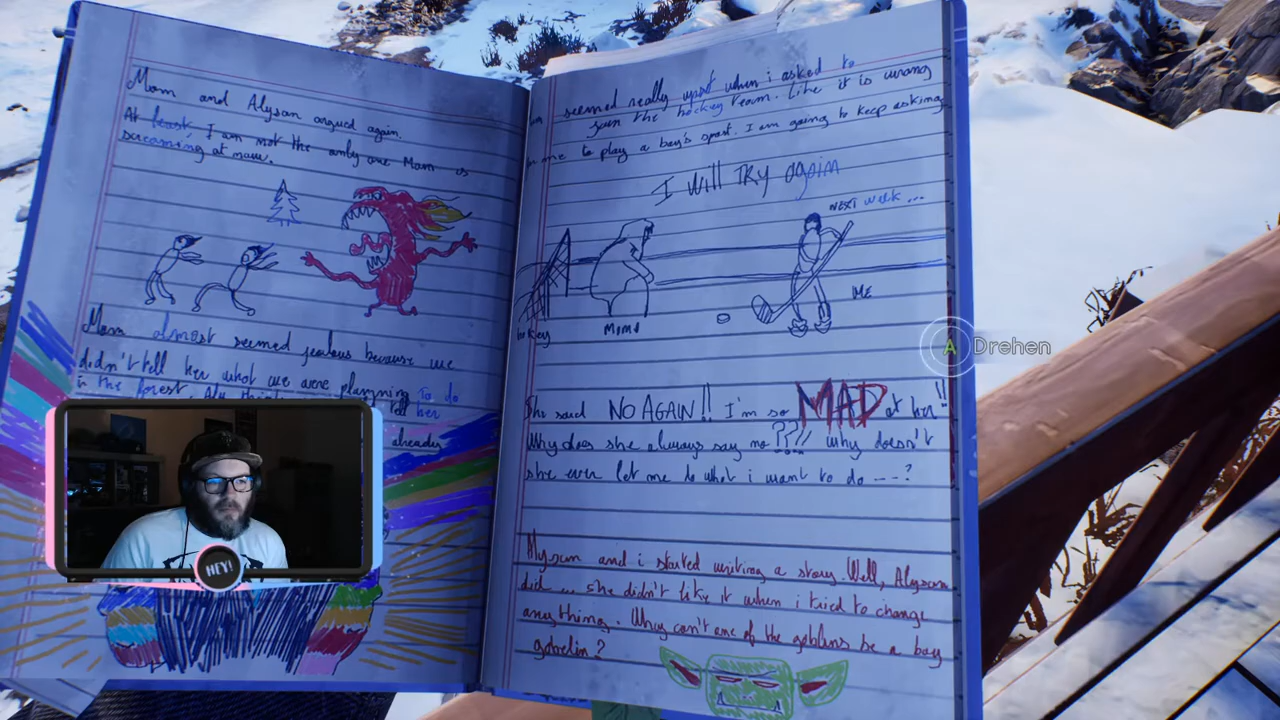 Mom and Alyson argued again.
At least, I am not the only one Mom is
screaming at now.
Mom almost seemed jealous because we
didn't tell her what we were planning to do
in the forest.
her
already
seemed really upset when i asked to
join the hockey team. Like it is wrong
me to play a boy's sport. I am going to keep asking
I will TRY again
NEXT week ...
ME
MOM
hockey
She said NO AGAIN!! I'm so MAD at her!!
Why does she always say no???!! why doesn't
she ever let me do what i want to do ---?
Alyson and i started writing a story. Well, Alyson
did ... she didn't like it when i tried to change
anything. Why can't one of the goblins be a boy
gobelin?
A Drehen
HEY!